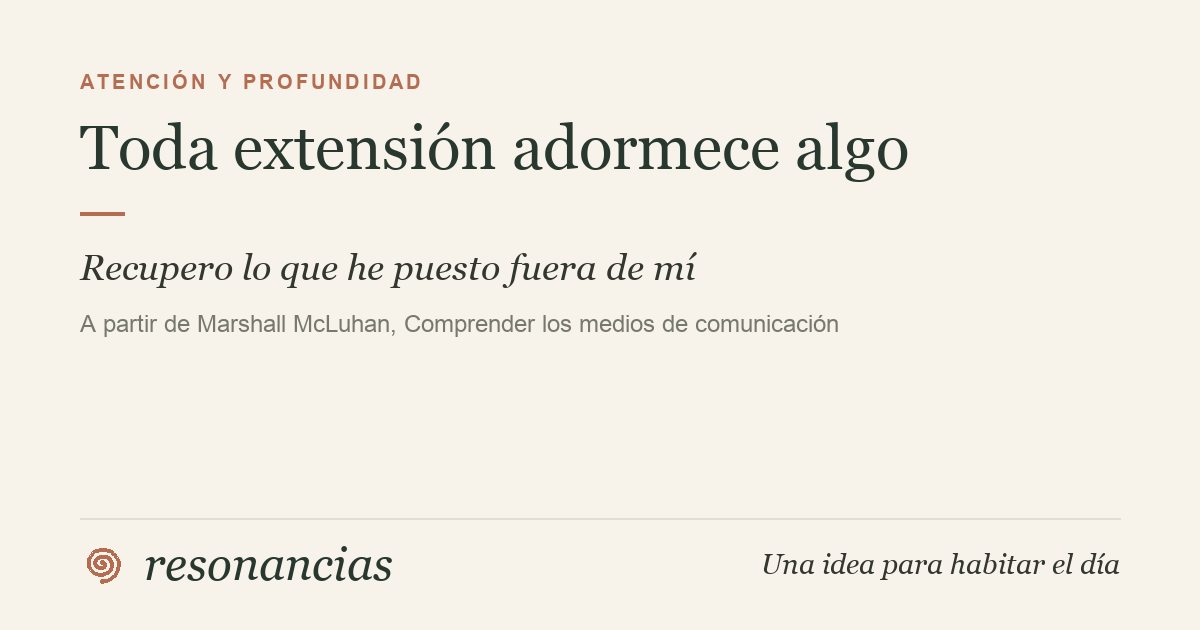 ATENCIÓN Y PROFUNDIDAD
Toda extensión adormece algo
Recupero lo que he puesto fuera de mí
A partir de Marshall McLuhan, Comprender los medios de comunicación
resonancias
Una idea para habitar el día